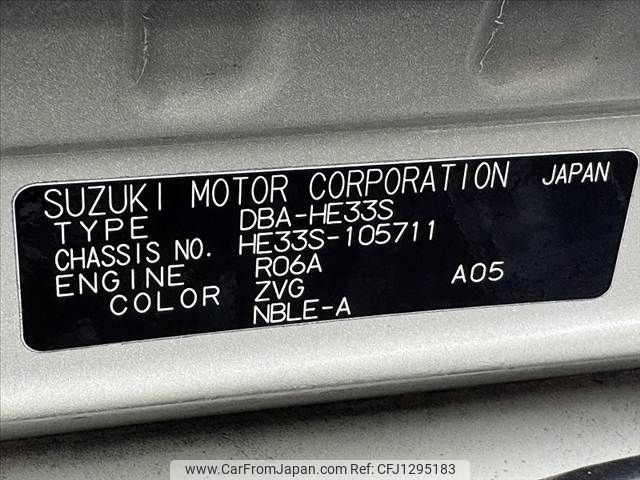 SUZUKI MOTOR CORPORATION JAPAN
TYPE DBA-HE33S
CHASSIS NO. HE33S-105711
ENGINE R06A
COLOR ZVG A05
NBLE-A
www.CarFromJapan.com CFJ1295183